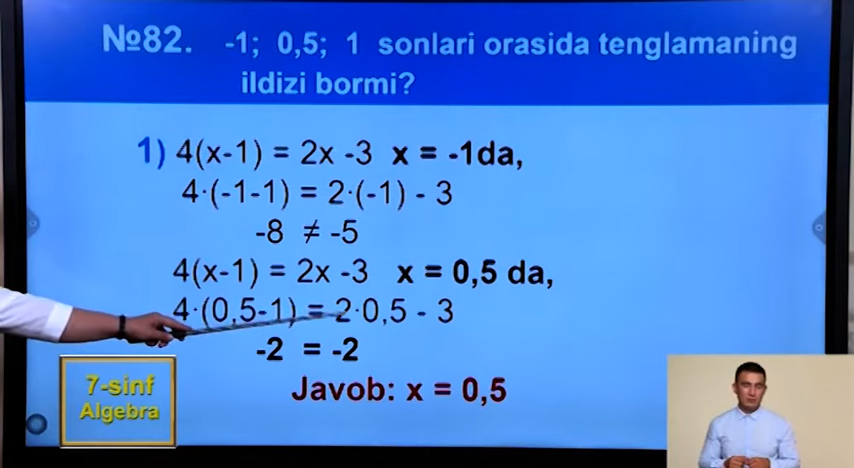 №82. -1; 0,5; 1 sonlari orasida tenglamaning
ildizi bormi?
1) 4(x-1) = 2x -3 x = -1da,
4·(-1-1) = 2·(-1) - 3
-8 ≠ -5
4(x-1) = 2x -3 x = 0,5 da,
4·(0,5-1) = 2·0,5 - 3
-2 = -2
Javob: x = 0,5
7-sinf
Algebra